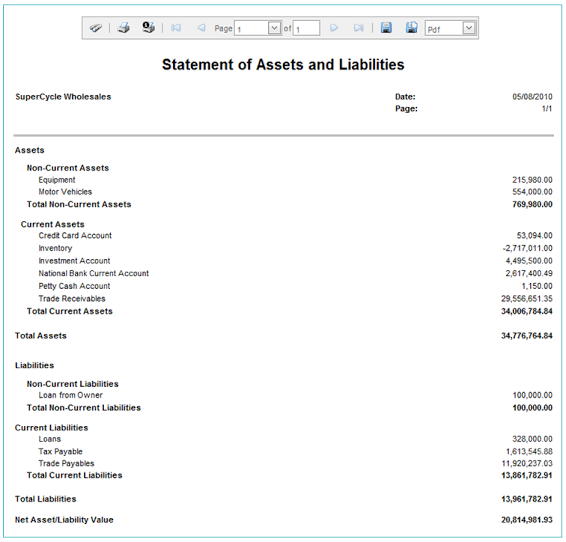 Page 1 of 1 Pdf
Statement of Assets and Liabilities
SuperCycle Wholesales Date: 05/08/2010
Page: 1/1
Assets
Non-Current Assets
Equipment 215,980.00
Motor Vehicles 554,000.00
Total Non-Current Assets 769,980.00
Current Assets
Credit Card Account 53,094.00
Inventory -2,717,011.00
Investment Account 4,495,500.00
National Bank Current Account 2,617,400.49
Petty Cash Account 1,150.00
Trade Receivables 29,556,651.35
Total Current Assets 34,006,784.84
Total Assets 34,776,764.84
Liabilities
Non-Current Liabilities
Loan from Owner 100,000.00
Total Non-Current Liabilities 100,000.00
Current Liabilities
Loans 328,000.00
Tax Payable 1,613,545.88
Trade Payables 11,920,237.03
Total Current Liabilities 13,861,782.91
Total Liabilities 13,961,782.91
Net Asset/Liability Value 20,814,981.93